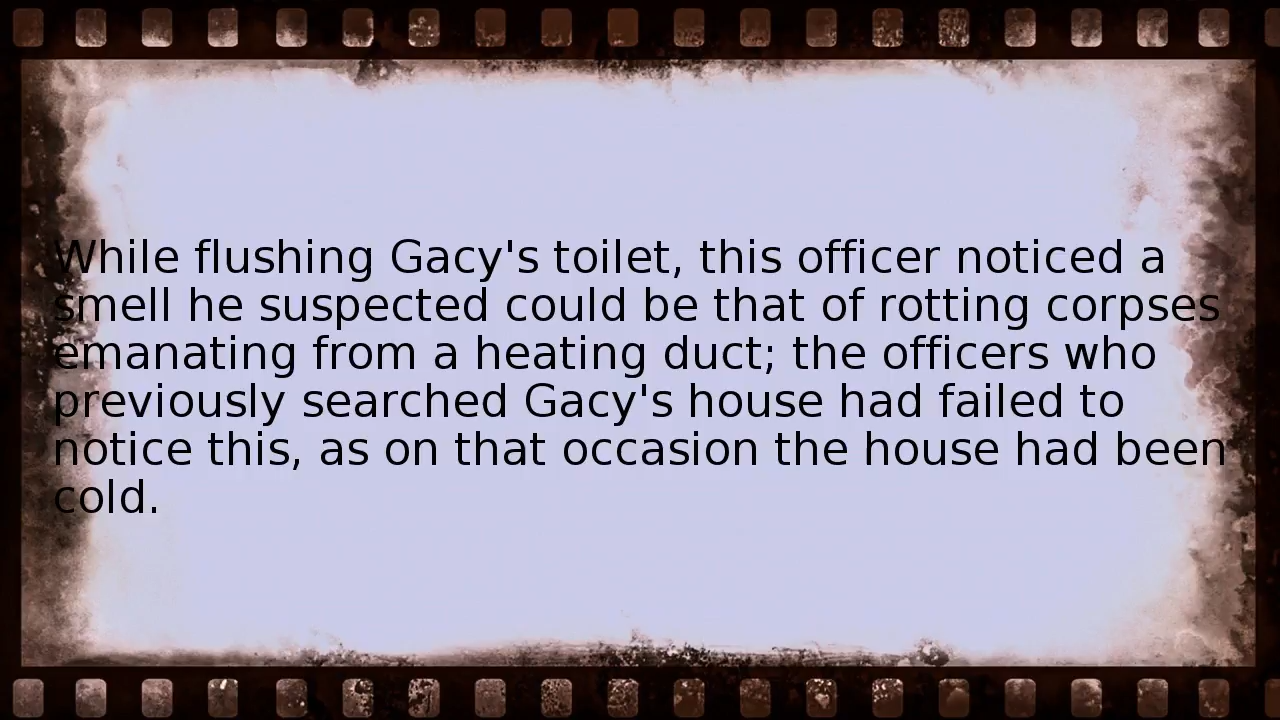 While flushing Gacy's toilet, this officer noticed a
smell he suspected could be that of rotting corpses
emanating from a heating duct; the officers who
previously searched Gacy's house had failed to
notice this, as on that occasion the house had been
cold.